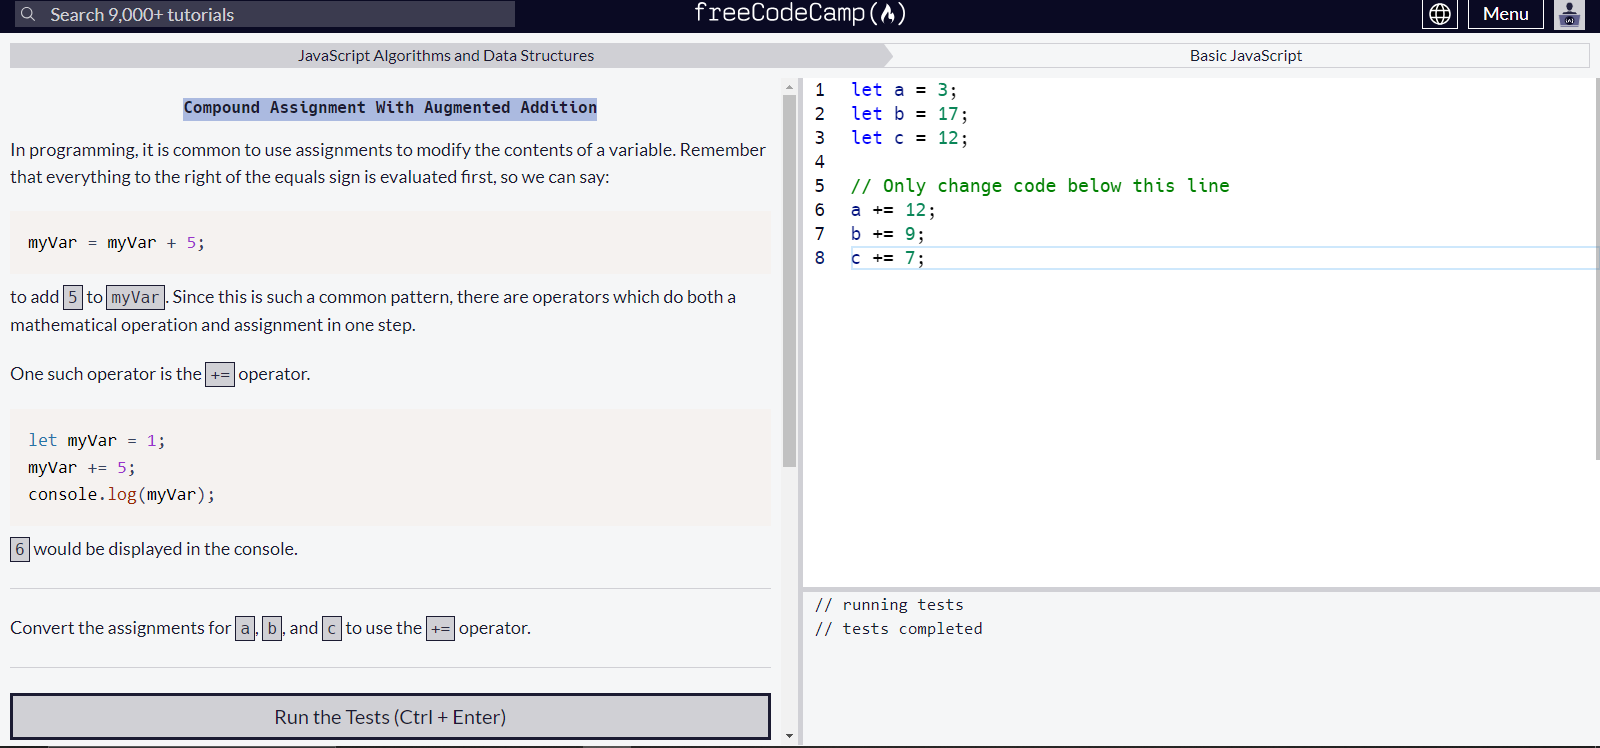 Search 9,000+ tutorials
freeCodeCamp(🔥)
Menu
JavaScript Algorithms and Data Structures
Basic JavaScript
Compound Assignment With Augmented Addition
In programming, it is common to use assignments to modify the contents of a variable. Remember
that everything to the right of the equals sign is evaluated first, so we can say:
myVar = myVar + 5;
to add 5 to myVar. Since this is such a common pattern, there are operators which do both a
mathematical operation and assignment in one step.
One such operator is the += operator.
let myVar = 1;
myVar += 5;
console.log(myVar);
6 would be displayed in the console.
Convert the assignments for a, b, and c to use the += operator.
Run the Tests (Ctrl + Enter)
1 let a = 3;
2 let b = 17;
3 let c = 12;
4
5 // Only change code below this line
6 a += 12;
7 b += 9;
8 c += 7;
// running tests
// tests completed